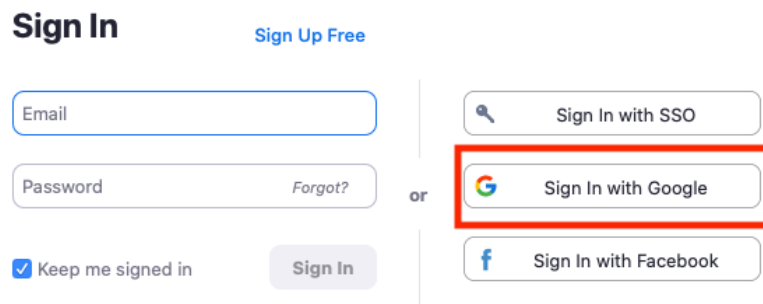 Sign In
Sign Up Free
Email
Password
Forgot?
Keep me signed in
Sign In
or
Sign In with SSO
Sign In with Google
Sign In with Facebook